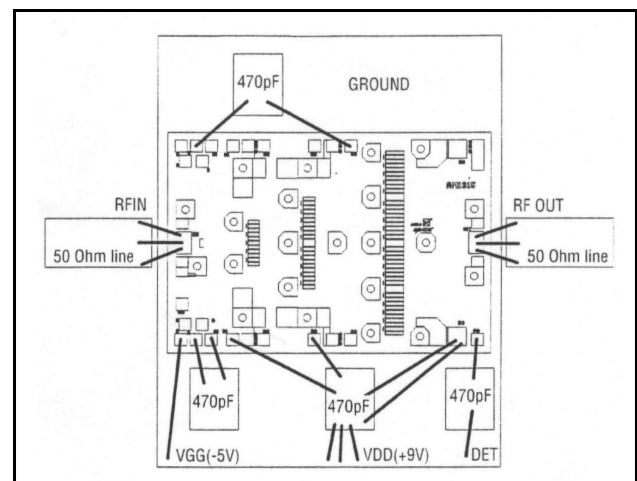 470pF
GROUND
RFIN
RF OUT
50 Ohm line
50 Ohm line
470pF
470pF
470pF
VGG(-5V)
VDD(+9V)
DET